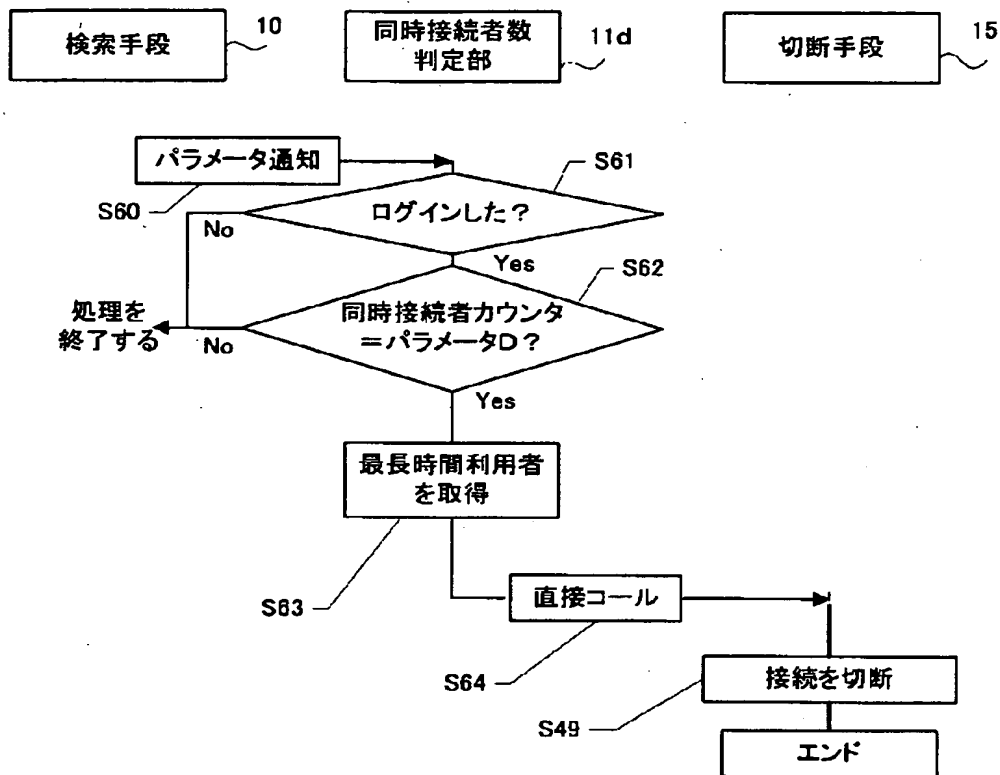 検索手段
10
同時接続者数
判定部
11d
切断手段
15
パラメータ通知
S60
S61
ログインした？
No
Yes
S62
処理を
終了する
同時接続者カウンタ
＝パラメータD？
No
Yes
最長時間利用者
を取得
S63
直接コール
S64
接続を切断
S49
エンド